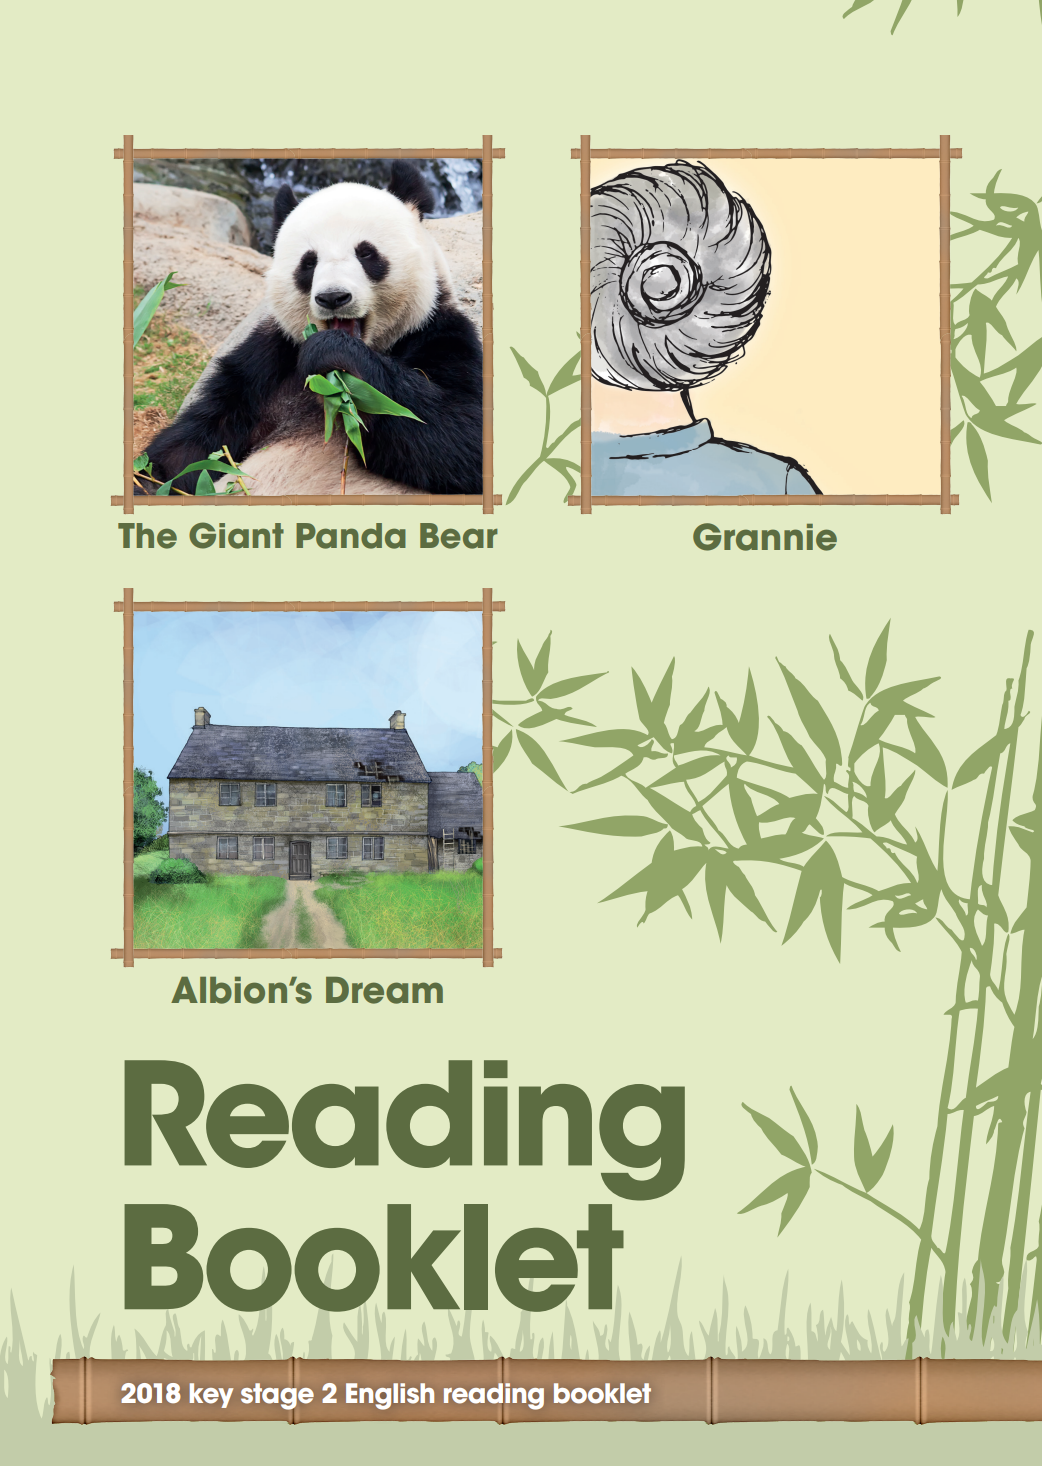 The Giant Panda Bear
Grannie
Albion's Dream
Reading
Booklet
2018 key stage 2 English reading booklet